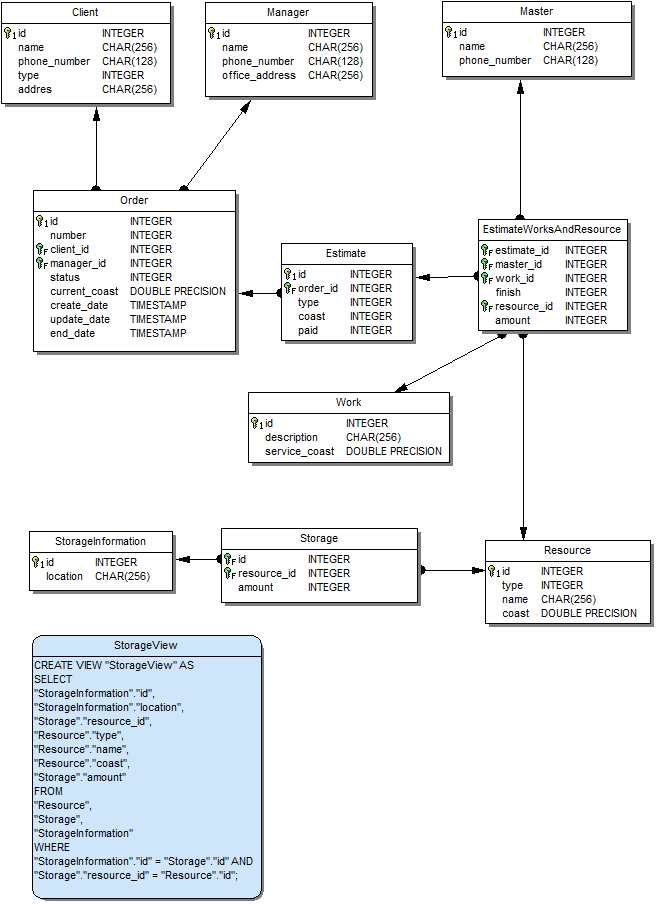 Client
1 id INTEGER
name CHAR(256)
phone_number CHAR(128)
type INTEGER
addres CHAR(256)
Manager
1 id INTEGER
name CHAR(256)
phone_number CHAR(128)
office_address CHAR(256)
Master
1 id INTEGER
name CHAR(256)
phone_number CHAR(128)
Order
1 id INTEGER
number INTEGER
F client_id INTEGER
F manager_id INTEGER
status INTEGER
current_coast DOUBLE PRECISION
create_date TIMESTAMP
update_date TIMESTAMP
end_date TIMESTAMP
Estimate
1 id INTEGER
F order_id INTEGER
type INTEGER
coast INTEGER
paid INTEGER
EstimateWorksAndResource
F estimate_id INTEGER
F master_id INTEGER
F work_id INTEGER
finish INTEGER
F resource_id INTEGER
amount INTEGER
Work
1 id INTEGER
description CHAR(256)
service_coast DOUBLE PRECISION
StorageInformation
1 id INTEGER
location CHAR(256)
Storage
F id INTEGER
F resource_id INTEGER
amount INTEGER
Resource
1 id INTEGER
type INTEGER
name CHAR(256)
coast DOUBLE PRECISION
StorageView
CREATE VIEW "StorageView" AS
SELECT
"StorageInformation"."id",
"StorageInformation"."location",
"Storage"."resource_id",
"Resource"."type",
"Resource"."name",
"Resource"."coast",
"Storage"."amount"
FROM
"Resource",
"Storage",
"StorageInformation"
WHERE
"StorageInformation"."id" = "Storage"."id" AND
"Storage"."resource_id" = "Resource"."id";